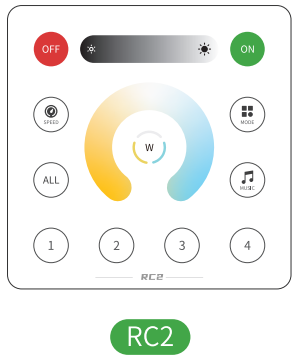 OFF
ON
SPEED
MODE
W
ALL
MUSIC
1 2 3 4
RC2
RC2